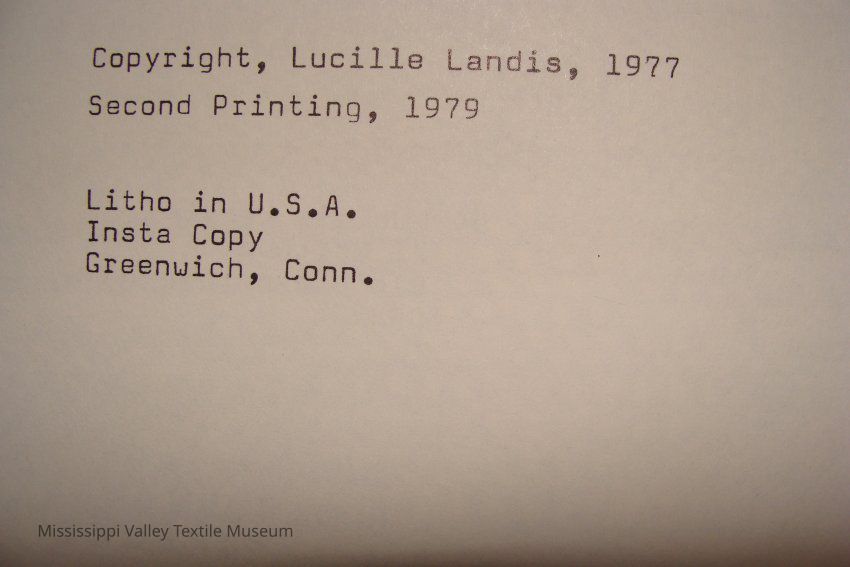 Copyright, Lucille Landis, 1977
Second Printing, 1979
Litho in U.S.A.
Insta Copy
Greenwich, Conn.
Mississippi Valley Textile Museum